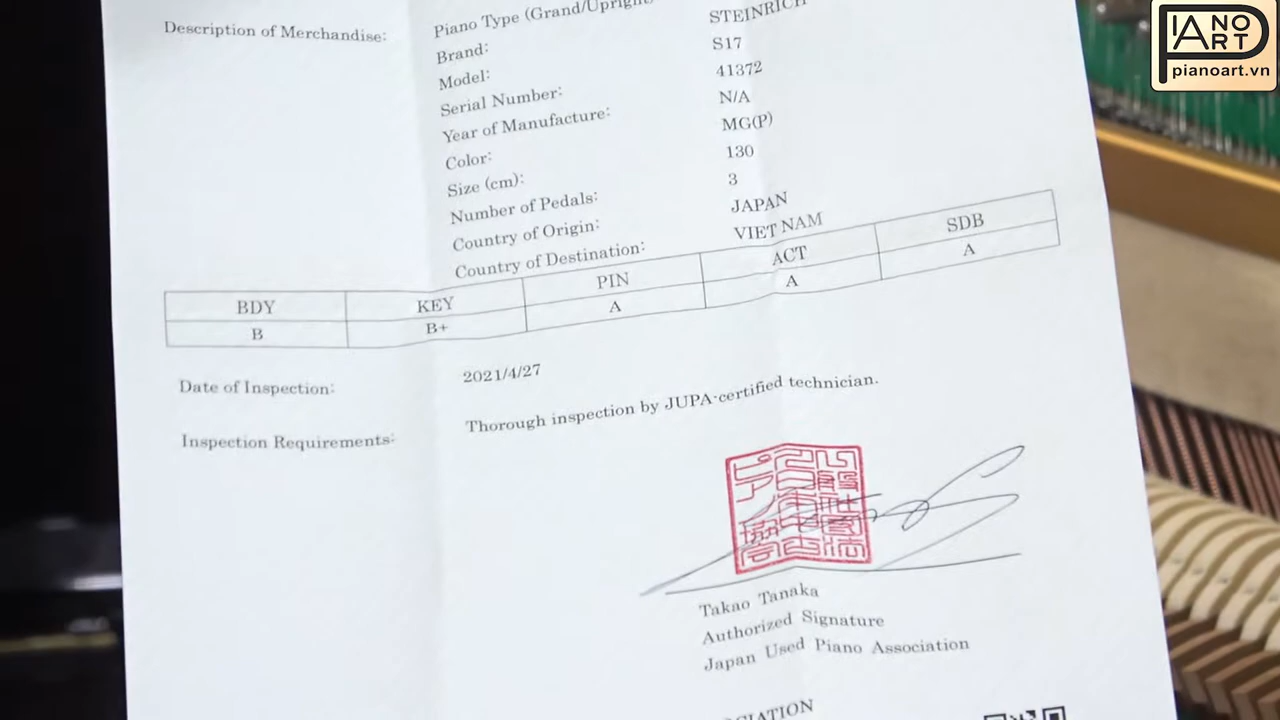 PIANO ART
pianoart.vn
Description of Merchandise:
Piano Type (Grand/Upright
Brand: STEINRICH
Model: S17
Serial Number: 41372
Year of Manufacture: N/A
Color: MG(P)
Size (cm): 130
Number of Pedals: 3
Country of Origin: JAPAN
Country of Destination: VIET NAM
BDY KEY PIN ACT SDB
B B+ A A A
Date of Inspection: 2021/4/27
Inspection Requirements: Thorough inspection by JUPA-certified technician.
Takao Tanaka
Authorized Signature
Japan Used Piano Association
CIATION